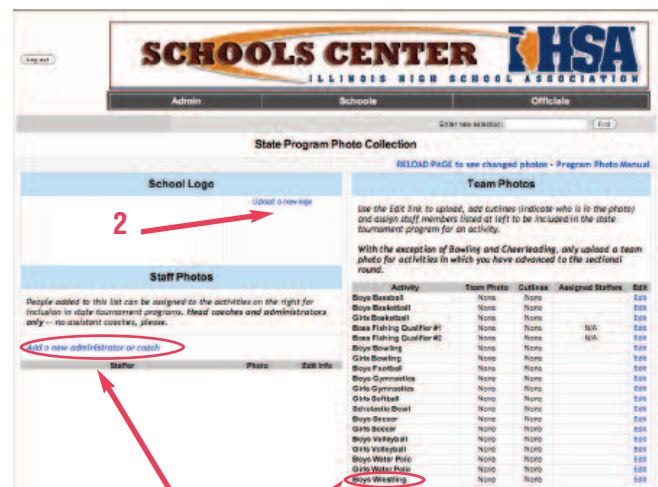 Log out
SCHOOLS CENTER IHSA
ILLINOIS HIGH SCHOOL ASSOCIATION
Admin Schools Officials
Enter new selection: Find
State Program Photo Collection
RELOAD PAGE to see changed photos - Program Photo Manual
School Logo
Upload a new logo
2
Staff Photos
People added to this list can be assigned to the activities on the right for
inclusion in state tournament programs. Head coaches and administrators
only -- no assistant coaches, please.
Add a new administrator or coach
Staffer Photo Edit Info
Team Photos
Use the Edit link to upload, add cutlines (indicate who is in the photo)
and assign staff members listed at left to be included in the state
tournament program for an activity.
With the exception of Bowling and Cheerleading, only upload a team
photo for activities in which you have advanced to the sectional
round.
Activity Team Photo Cutlines Assigned Staffers Edit
Boys Baseball None None Edit
Boys Basketball None None Edit
Girls Basketball None None Edit
Bass Fishing Qualifier #1 None None N/A Edit
Bass Fishing Qualifier #2 None None N/A Edit
Boys Bowling None None Edit
Girls Bowling None None Edit
Boys Football None None Edit
Boys Gymnastics None None Edit
Girls Gymnastics None None Edit
Girls Softball None None Edit
Scholastic Bowl None None Edit
Boys Soccer None None Edit
Girls Soccer None None Edit
Boys Volleyball None None Edit
Girls Volleyball None None Edit
Boys Water Polo None None Edit
Girls Water Polo None None Edit
Boys Wrestling None None Edit